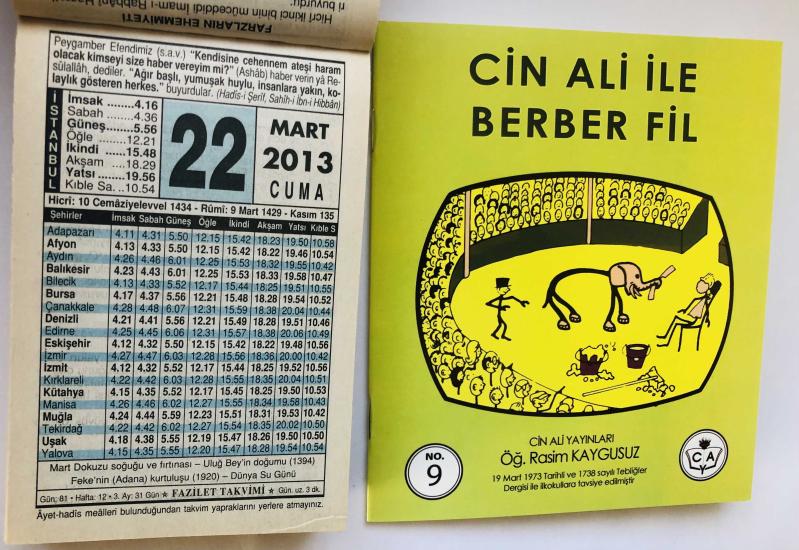 FARZLARIN EHEMMİYETİ
Peygamber Efendimiz (s.a.v.) "Kendisine cehennem ateşi haram
olacak kimseyi size haber vereyim mi?" (Ashâb) haber verin yâ Re-
sûlallâh, dediler. "Ağır başlı, yumuşak huylu, insanlara yakın, ko-
laylık gösteren herkes." buyurdular. (Hadîs-i Şerîf, Sahîh-i İbn-i Hibbân)
İSTANBUL
İmsak .......4.16
Sabah .......4.36
Güneş.......5.56
Öğle ........12.21
İkindi .......15.48
Akşam .....18.29
Yatsı ........19.56
Kıble Sa. ..10.54
22
MART
2013
CUMA
Hicrî: 10 Cemâziyelevvel 1434 - Rûmî: 9 Mart 1429 - Kasım 135
Şehirler İmsak Sabah Güneş Öğle İkindi Akşam Yatsı Kıble S
Adapazarı 4.11 4.31 5.50 12.15 15.42 18.23 19.50 10.58
Afyon 4.13 4.33 5.50 12.15 15.42 18.22 19.46 10.54
Aydın 4.26 4.46 6.01 12.25 15.53 18.32 19.55 10.42
Balıkesir 4.23 4.43 6.01 12.25 15.53 18.33 19.58 10.47
Bilecik 4.13 4.33 5.52 12.17 15.44 18.25 19.51 10.55
Bursa 4.17 4.37 5.56 12.21 15.48 18.28 19.54 10.52
Çanakkale 4.28 4.48 6.07 12.31 15.59 18.38 20.04 10.44
Denizli 4.21 4.41 5.56 12.21 15.49 18.28 19.51 10.46
Edirne 4.25 4.45 6.06 12.31 15.57 18.38 20.06 10.49
Eskişehir 4.12 4.32 5.50 12.15 15.42 18.22 19.48 10.56
İzmir 4.27 4.47 6.03 12.28 15.56 18.36 20.00 10.42
İzmit 4.12 4.32 5.52 12.17 15.44 18.25 19.52 10.56
Kırklareli 4.22 4.42 6.03 12.28 15.55 18.35 20.04 10.51
Kütahya 4.15 4.35 5.52 12.17 15.45 18.25 19.50 10.53
Manisa 4.26 4.46 6.02 12.27 15.55 18.34 19.58 10.43
Muğla 4.24 4.44 5.59 12.23 15.51 18.31 19.53 10.42
Tekirdağ 4.22 4.42 6.02 12.27 15.54 18.35 20.02 10.50
Uşak 4.18 4.38 5.55 12.19 15.47 18.26 19.50 10.50
Yalova 4.15 4.35 5.55 12.20 15.47 18.28 19.54 10.54
Mart Dokuzu soğuğu ve fırtınası – Uluğ Bey'in doğumu (1394)
Feke'nin (Adana) kurtuluşu (1920) – Dünya Su Günü
Gün: 81 • Hafta: 12 • 3. Ay: 31 Gün ★ FAZİLET TAKVİMİ ★ Gün. uz. 3 dk.
Âyet-hadis meâlleri bulunduğundan takvim yapraklarını yerlere atmayınız.
CİN ALİ İLE
BERBER FİL
CİN ALİ YAYINLARI
Öğ. Rasim KAYGUSUZ
19 Mart 1973 Tarihli ve 1738 sayılı Tebliğler
Dergisi ile ilkokullara tavsiye edilmiştir
NO.
9
C A
Y